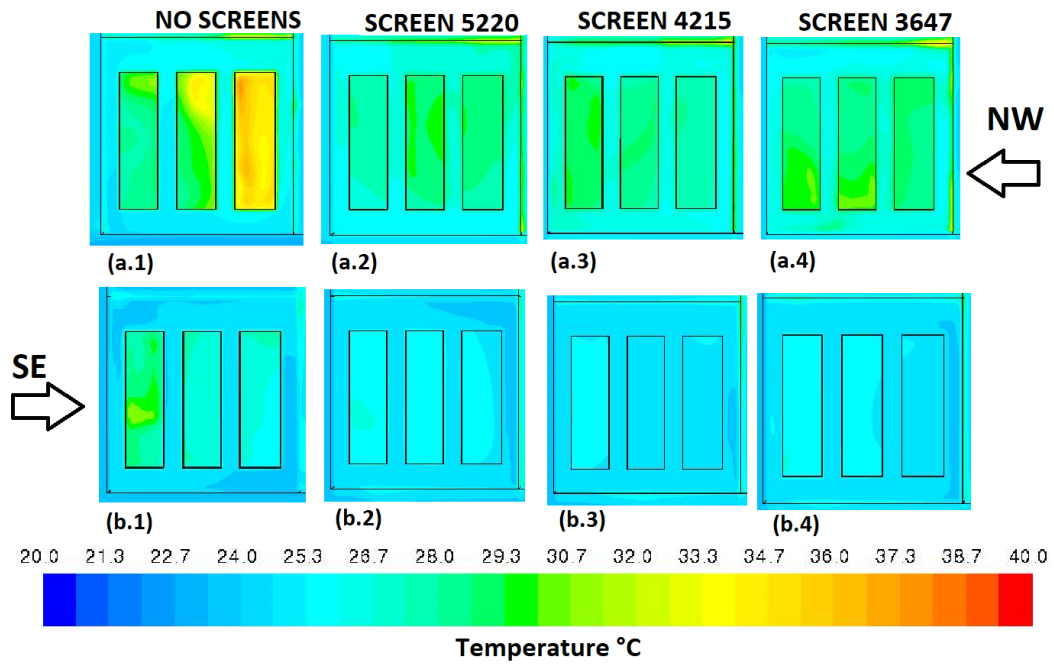 NO SCREENS SCREEN 5220 SCREEN 4215 SCREEN 3647
NW
(a.1) (a.2) (a.3) (a.4)
SE
(b.1) (b.2) (b.3) (b.4)
20.0 21.3 22.7 24.0 25.3 26.7 28.0 29.3 30.7 32.0 33.3 34.7 36.0 37.3 38.7 40.0
Temperature °C